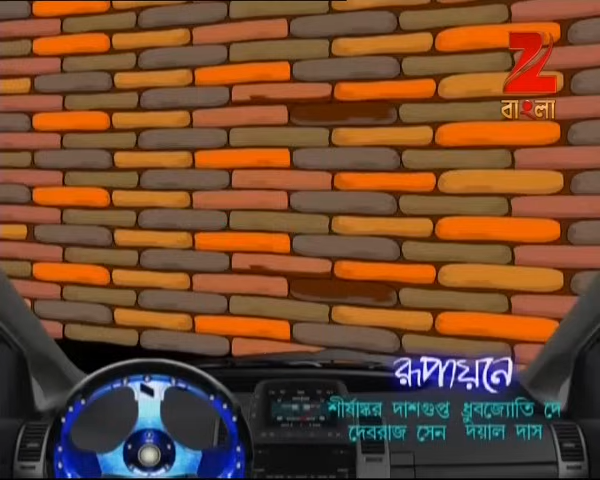 বাংলা
রূপায়নে
শীর্ষাঙ্কর দাশগুপ্ত ধ্রুবজ্যোতি দে
দেবরাজ সেন দয়াল দাস